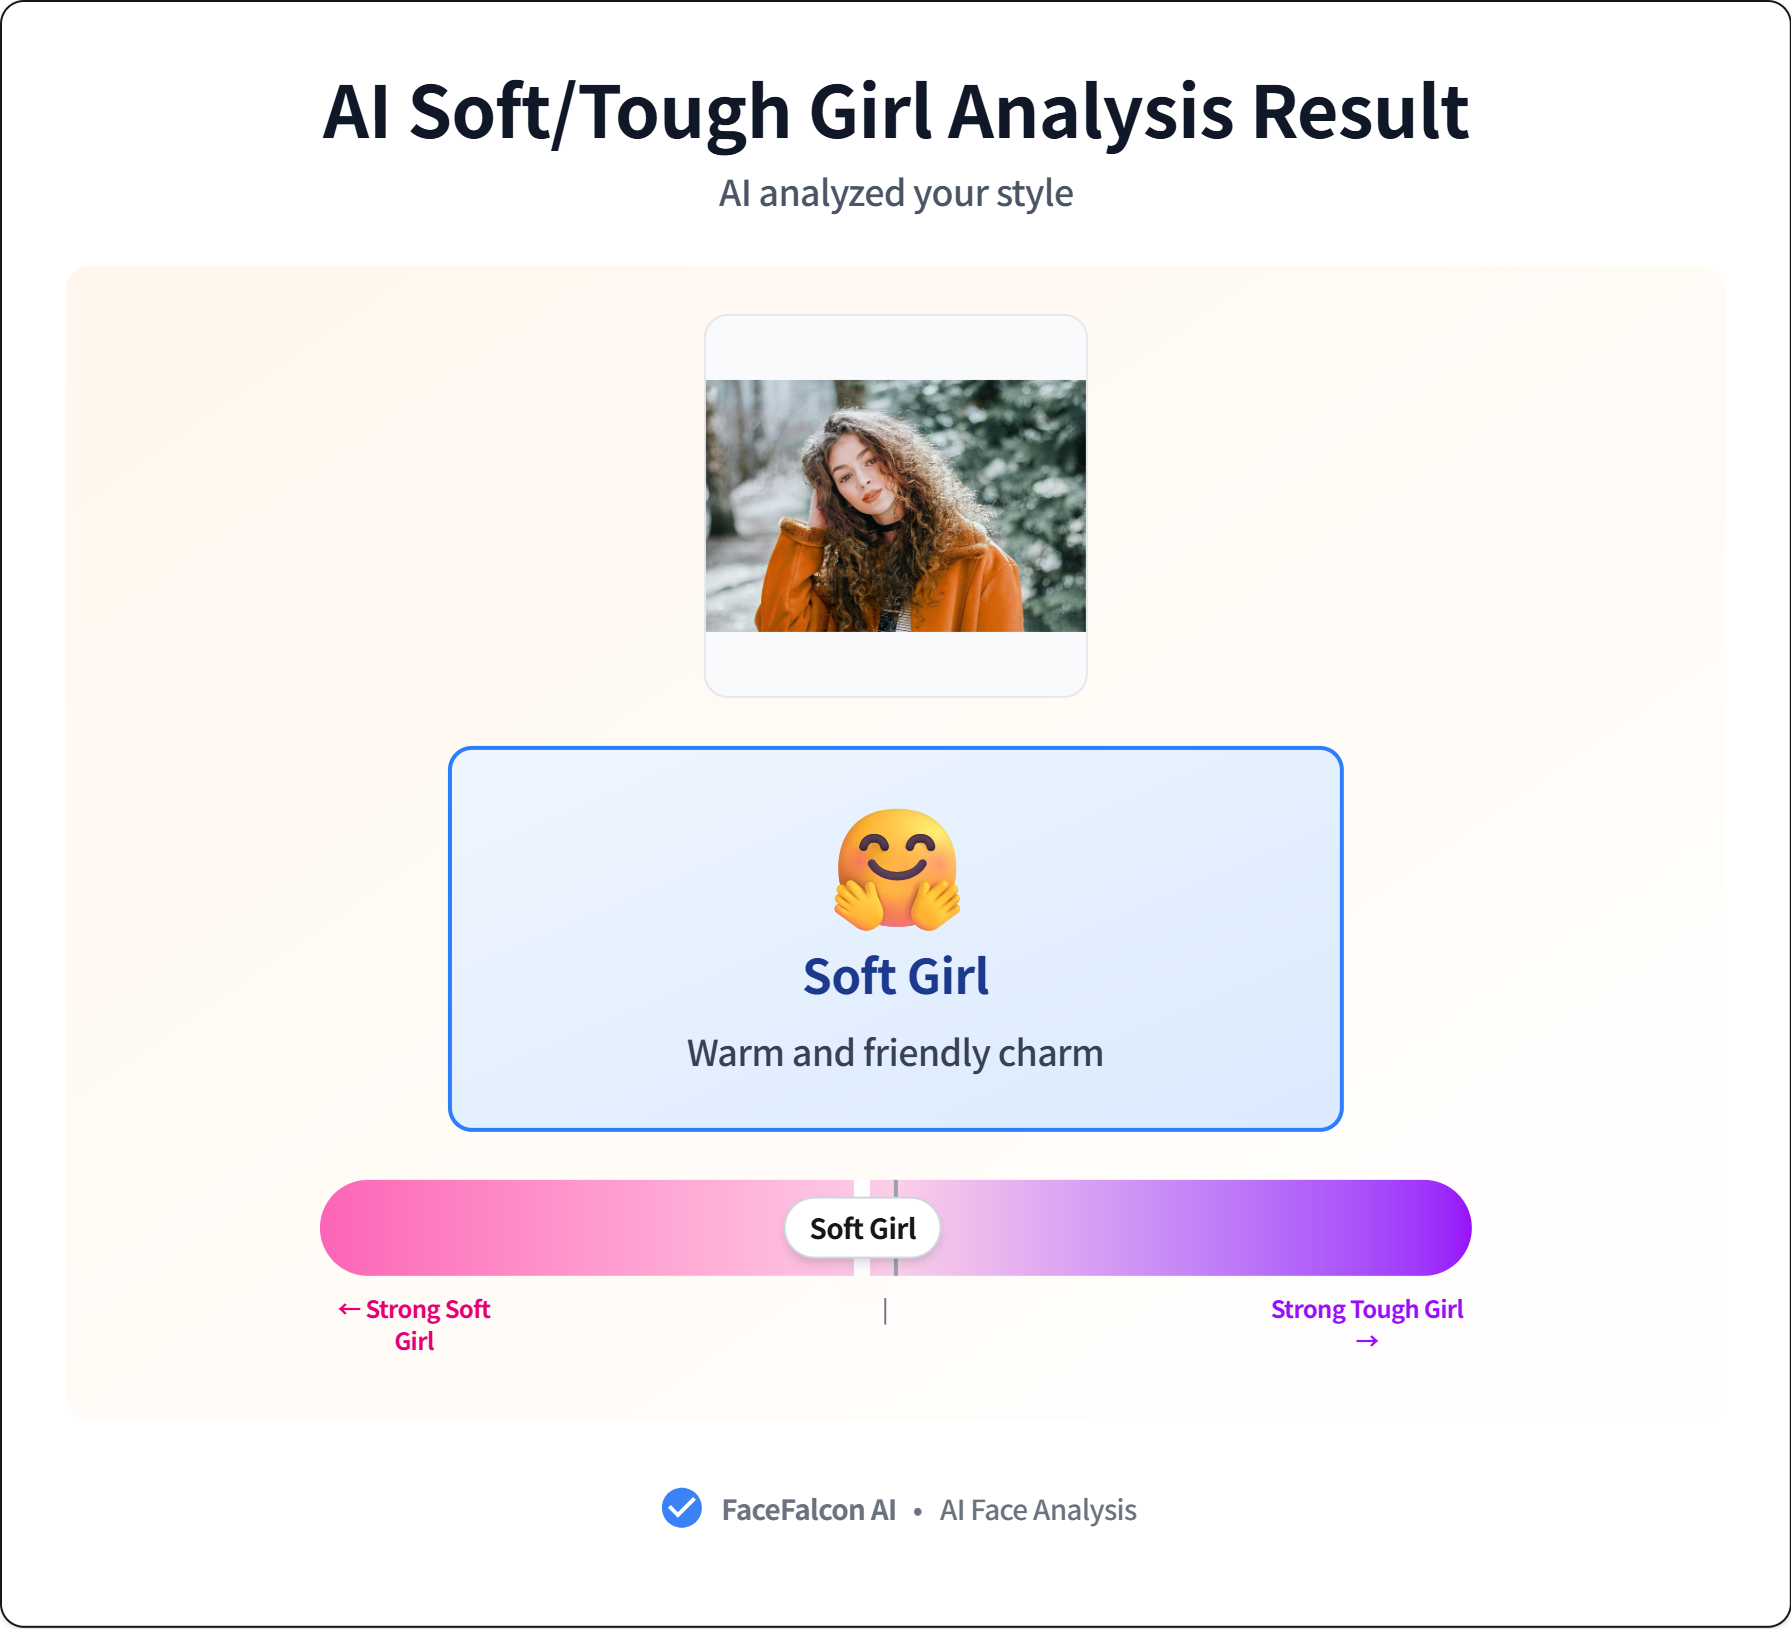 AI Soft/Tough Girl Analysis Result
AI analyzed your style
Soft Girl
Warm and friendly charm
Soft Girl
← Strong Soft
Girl
|
Strong Tough Girl
→
FaceFalcon AI • AI Face Analysis